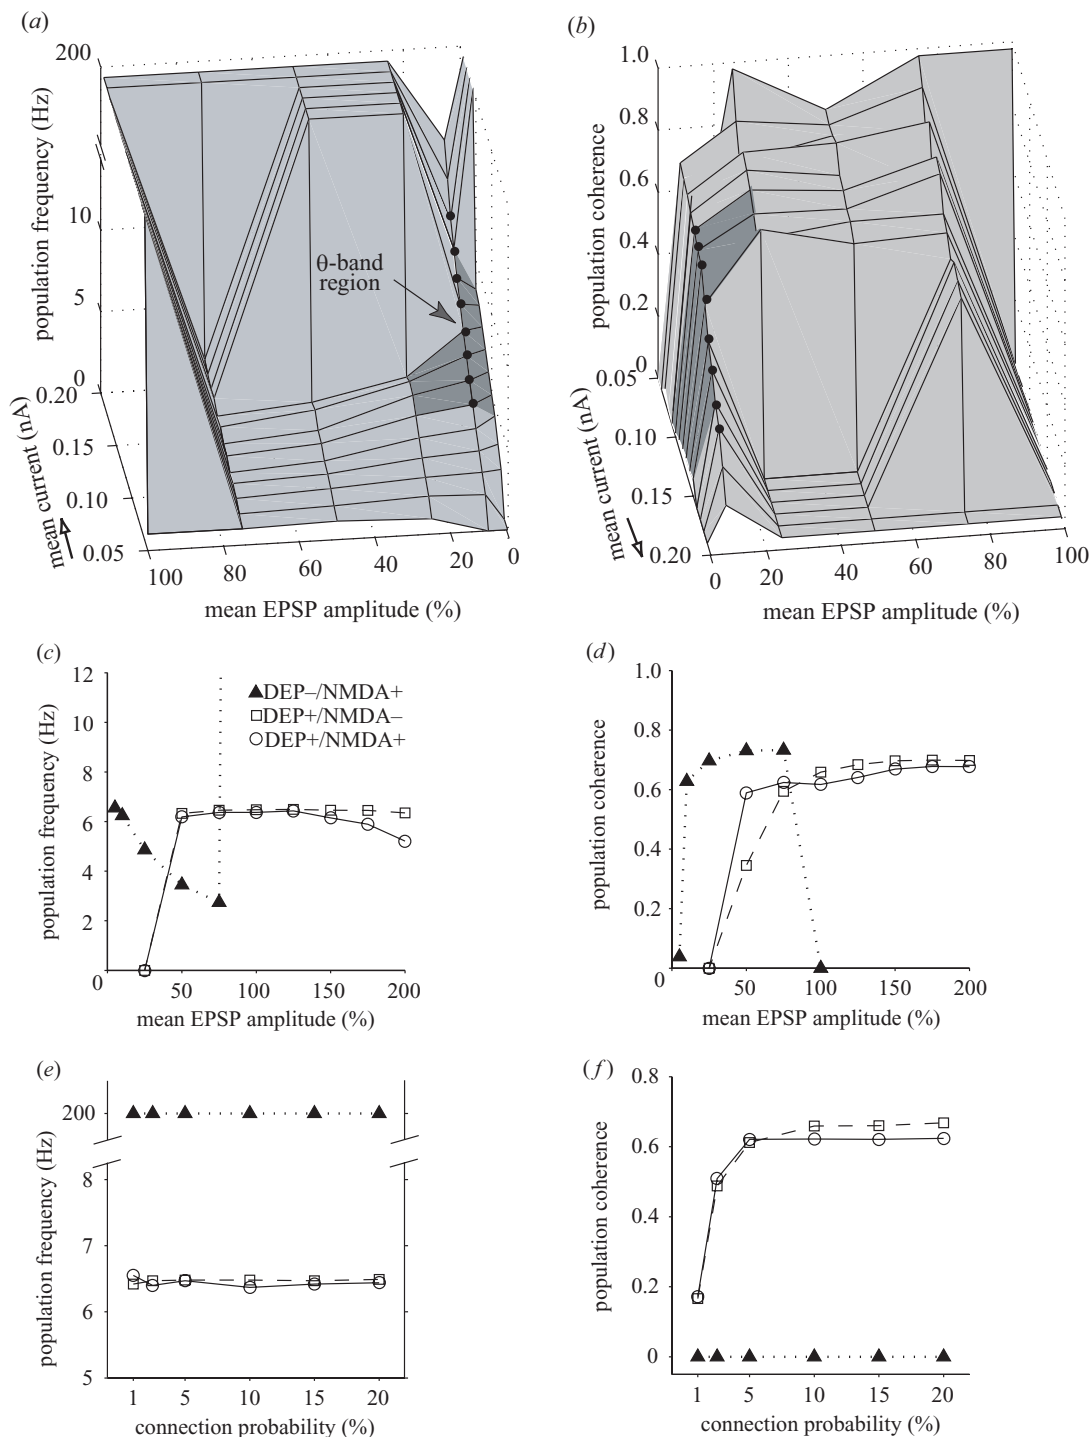 (a)
200
10
5
0
population frequency (Hz)
θ-band
region
0.20
0.15
0.10
0.05
mean current (nA)
100
80
60
40
20
0
mean EPSP amplitude (%)
(b)
1.0
0.8
0.6
0.4
0.2
0
population coherence
0.05
0.10
0.15
0.20
mean current (nA)
0
20
40
60
80
100
mean EPSP amplitude (%)
(c)
12
10
8
6
4
2
0
population frequency (Hz)
DEP–/NMDA+
DEP+/NMDA–
DEP+/NMDA+
50
100
150
200
mean EPSP amplitude (%)
(d)
1.0
0.8
0.6
0.4
0.2
0
population coherence
50
100
150
200
mean EPSP amplitude (%)
(e)
200
8
7
6
5
population frequency (Hz)
1
5
10
15
20
connection probability (%)
(f)
0.8
0.6
0.4
0.2
0
population coherence
1
5
10
15
20
connection probability (%)